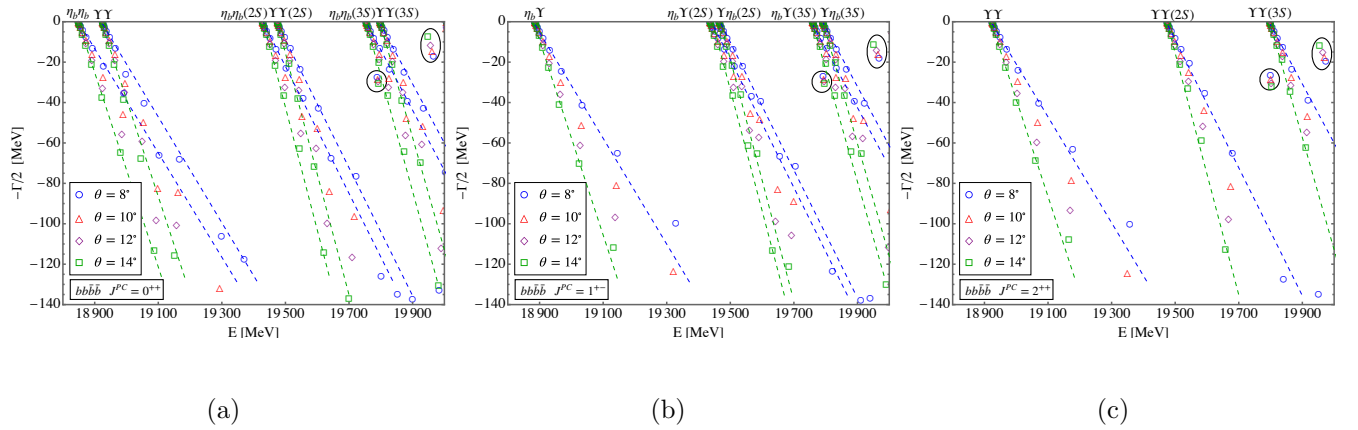 η_bη_b ΥΥ η_bη_b(2S) ΥΥ(2S) η_bη_b(3S) ΥΥ(3S)
0
−20
−40
−60
−80
−100
−120
−140
−Γ/2 [MeV]
θ = 8°
θ = 10°
θ = 12°
θ = 14°
bbb̄b̄ J^PC = 0^++
18 900 19 100 19 300 19 500 19 700 19 900
E [MeV]
(a)
η_bΥ η_bΥ(2S) Υη_b(2S) η_bΥ(3S) Υη_b(3S)
0
−20
−40
−60
−80
−100
−120
−140
−Γ/2 [MeV]
θ = 8°
θ = 10°
θ = 12°
θ = 14°
bbb̄b̄ J^PC = 1^+−
18 900 19 100 19 300 19 500 19 700 19 900
E [MeV]
(b)
ΥΥ ΥΥ(2S) ΥΥ(3S)
0
−20
−40
−60
−80
−100
−120
−140
−Γ/2 [MeV]
θ = 8°
θ = 10°
θ = 12°
θ = 14°
bbb̄b̄ J^PC = 2^++
18 900 19 100 19 300 19 500 19 700 19 900
E [MeV]
(c)